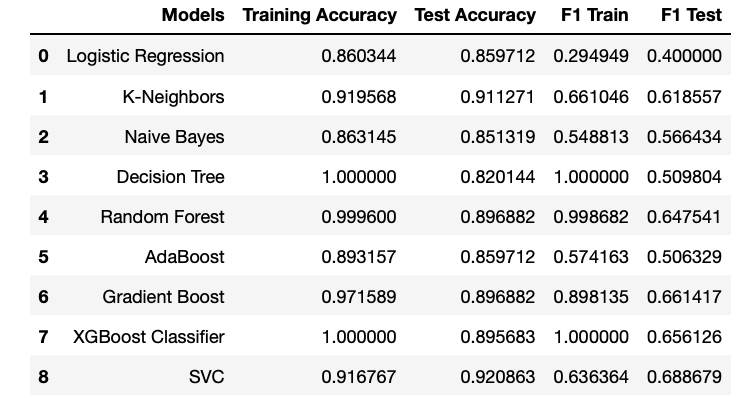 Models Training Accuracy Test Accuracy F1 Train F1 Test
0 Logistic Regression 0.860344 0.859712 0.294949 0.400000
1 K-Neighbors 0.919568 0.911271 0.661046 0.618557
2 Naive Bayes 0.863145 0.851319 0.548813 0.566434
3 Decision Tree 1.000000 0.820144 1.000000 0.509804
4 Random Forest 0.999600 0.896882 0.998682 0.647541
5 AdaBoost 0.893157 0.859712 0.574163 0.506329
6 Gradient Boost 0.971589 0.896882 0.898135 0.661417
7 XGBoost Classifier 1.000000 0.895683 1.000000 0.656126
8 SVC 0.916767 0.920863 0.636364 0.688679